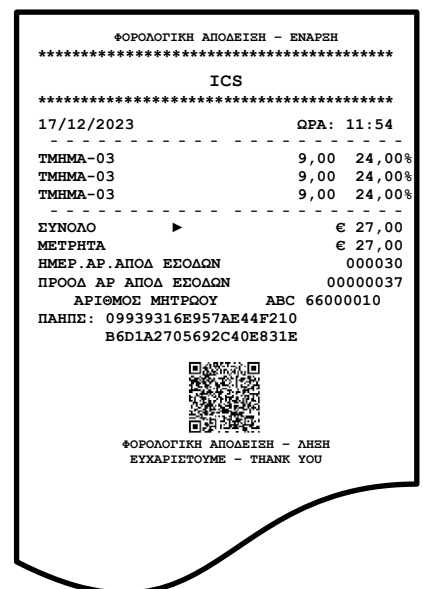 ΦΟΡΟΛΟΓΙΚΗ ΑΠΟΔΕΙΞΗ – ΕΝΑΡΞΗ
******************************************
ICS
******************************************
17/12/2023 ΩΡΑ: 11:54
- - - - - - - - - - - - - - - - - - - -
ΤΜΗΜΑ-03 9,00 24,00%
ΤΜΗΜΑ-03 9,00 24,00%
ΤΜΗΜΑ-03 9,00 24,00%
- - - - - - - - - - - - - - - - - - - -
ΣΥΝΟΛΟ ► € 27,00
ΜΕΤΡΗΤΑ € 27,00
ΗΜΕΡ.ΑΡ.ΑΠΟΔ ΕΣΟΔΩΝ 000030
ΠΡΟΟΔ ΑΡ ΑΠΟΔ ΕΣΟΔΩΝ 00000037
ΑΡΙΘΜΟΣ ΜΗΤΡΩΟΥ ABC 66000010
ΠΑΗΠΣ: 09939316E957AE44F210
B6D1A2705692C40E831E
ΦΟΡΟΛΟΓΙΚΗ ΑΠΟΔΕΙΞΗ – ΛΗΞΗ
ΕΥΧΑΡΙΣΤΟΥΜΕ – THANK YOU